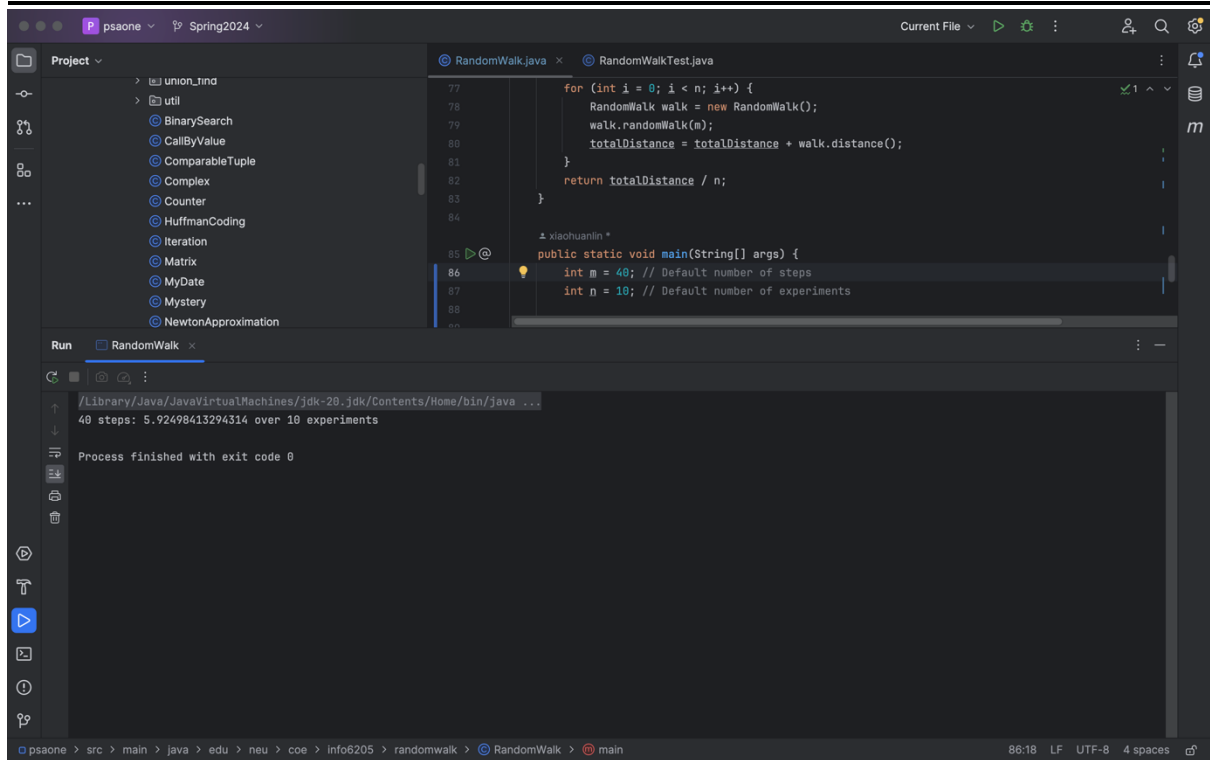 P psaone Spring2024 Current File
Project
RandomWalk.java × RandomWalkTest.java
union_find
util
BinarySearch
CallByValue
ComparableTuple
Complex
Counter
HuffmanCoding
Iteration
Matrix
MyDate
Mystery
NewtonApproximation
77 for (int i = 0; i < n; i++) {
78 RandomWalk walk = new RandomWalk();
79 walk.randomWalk(m);
80 totalDistance = totalDistance + walk.distance();
81 }
82 return totalDistance / n;
83 }
84
xiaohuanlin *
85 public static void main(String[] args) {
86 int m = 40; // Default number of steps
87 int n = 10; // Default number of experiments
88
89
1
m
Run RandomWalk ×
/Library/Java/JavaVirtualMachines/jdk-20.jdk/Contents/Home/bin/java ...
40 steps: 5.92498413294314 over 10 experiments
Process finished with exit code 0
psaone > src > main > java > edu > neu > coe > info6205 > randomwalk > RandomWalk > main 86:18 LF UTF-8 4 spaces